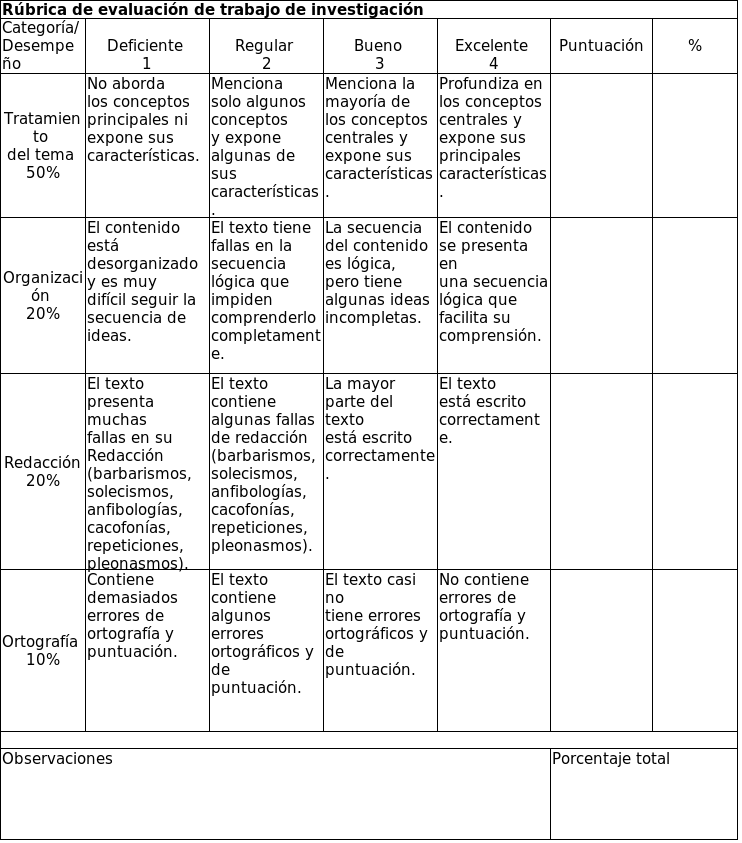 Rúbrica de evaluación de trabajo de investigación
Categoría/
Desempe
ño
Deficiente
1
Regular
2
Bueno
3
Excelente
4
Puntuación
%
Tratamien
to
del tema
50%
No aborda
los conceptos
principales ni
expone sus
características.
Menciona
solo algunos
conceptos
y expone
algunas de
sus
características
.
Menciona la
mayoría de
los conceptos
centrales y
expone sus
características
.
Profundiza en
los conceptos
centrales y
expone sus
principales
características
.
Organizaci
ón
20%
El contenido
está
desorganizado
y es muy
difícil seguir la
secuencia de
ideas.
El texto tiene
fallas en la
secuencia
lógica que
impiden
comprenderlo
completament
e.
La secuencia
del contenido
es lógica,
pero tiene
algunas ideas
incompletas.
El contenido
se presenta
en
una secuencia
lógica que
facilita su
comprensión.
Redacción
20%
El texto
presenta
muchas
fallas en su
Redacción
(barbarismos,
solecismos,
anfibologías,
cacofonías,
repeticiones,
pleonasmos).
El texto
contiene
algunas fallas
de redacción
(barbarismos,
solecismos,
anfibologías,
cacofonías,
repeticiones,
pleonasmos).
La mayor
parte del
texto
está escrito
correctamente
.
El texto
está escrito
correctament
e.
Ortografía
10%
Contiene
demasiados
errores de
ortografía y
puntuación.
El texto
contiene
algunos
errores
ortográficos y
de
puntuación.
El texto casi
no
tiene errores
ortográficos y
de
puntuación.
No contiene
errores de
ortografía y
puntuación.
Observaciones
Porcentaje total